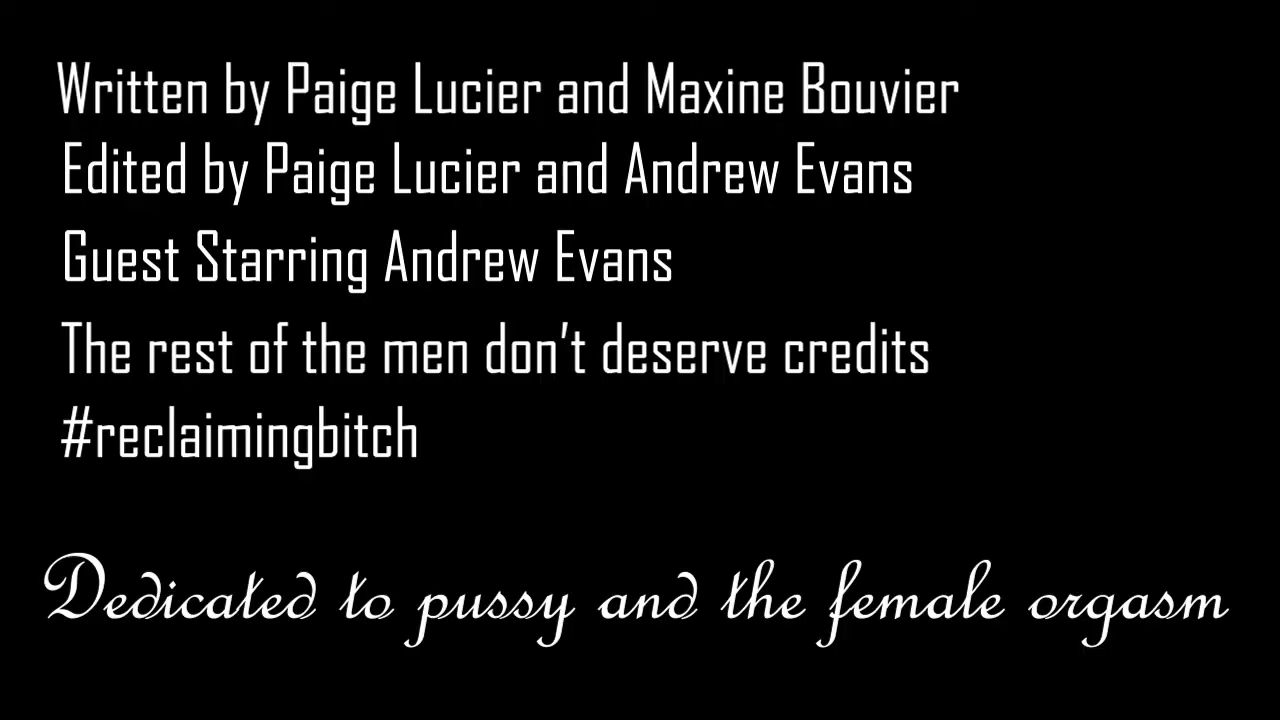 Written by Paige Lucier and Maxine Bouvier
Edited by Paige Lucier and Andrew Evans
Guest Starring Andrew Evans
The rest of the men don't deserve credits
#reclaimingbitch
Dedicated to pussy and the female orgasm